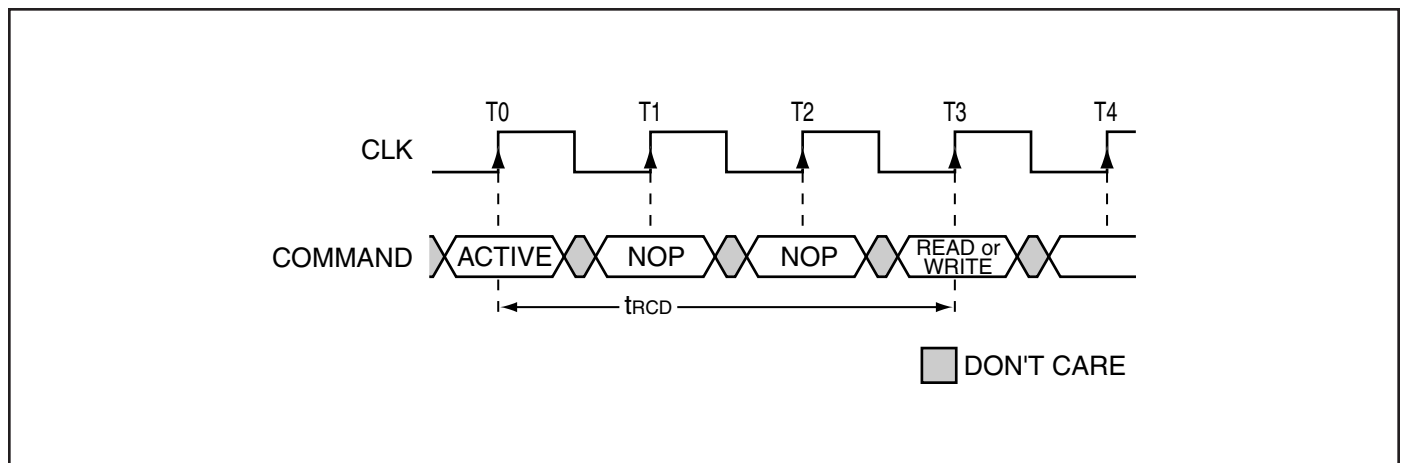 T0 T1 T2 T3 T4
CLK
COMMAND ACTIVE NOP NOP READ or
WRITE
tRCD
DON'T CARE